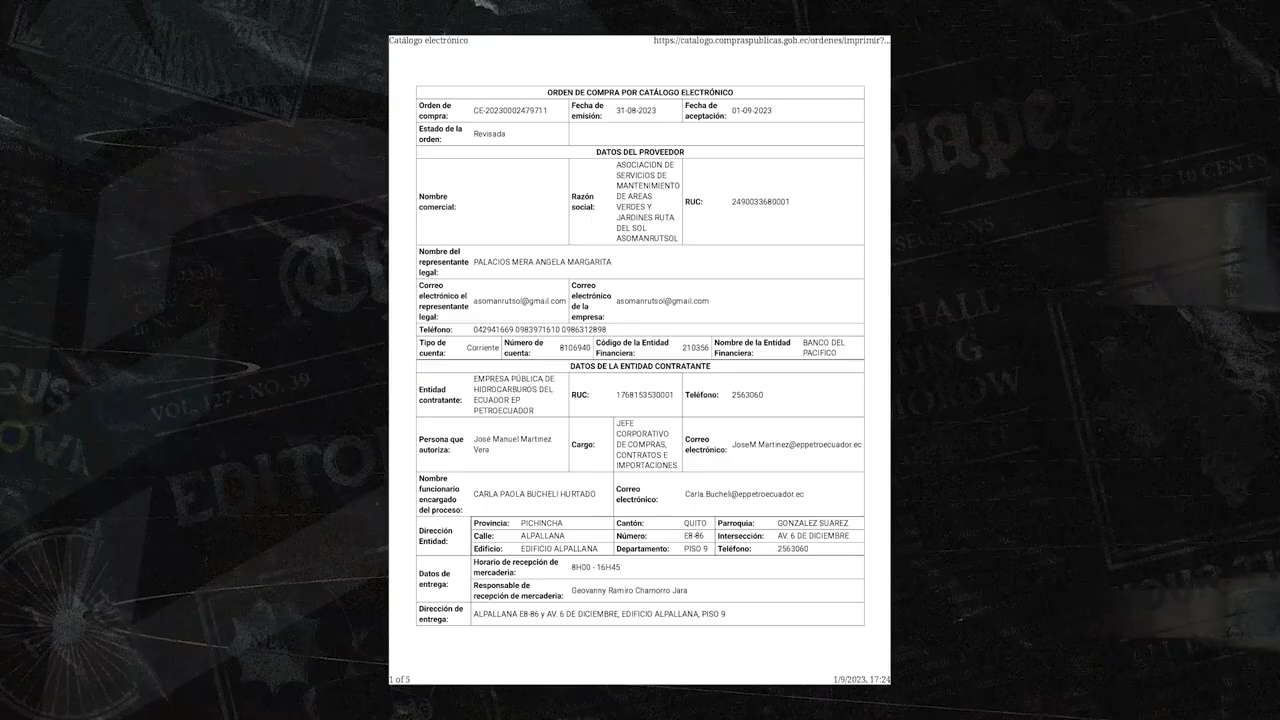 Catálogo electrónico
https://catalogo.compraspublicas.gob.ec/ordenes/imprimir?...
ORDEN DE COMPRA POR CATÁLOGO ELECTRÓNICO
Orden de compra: CE-20230002479711 Fecha de emisión: 31-08-2023 Fecha de aceptación: 01-09-2023
Estado de la orden: Revisada
DATOS DEL PROVEEDOR
Nombre comercial:
Razón social:
ASOCIACION DE
SERVICIOS DE
MANTENIMIENTO
DE AREAS
VERDES Y
JARDINES RUTA
DEL SOL
ASOMANRUTSOL
RUC: 2490033680001
Nombre del
representante
legal:
PALACIOS MERA ANGELA MARGARITA
Correo
electrónico el
representante
legal:
asomanrutsol@gmail.com
Correo
electrónico
de la
empresa:
asomanrutsol@gmail.com
Teléfono: 042941669 0983971610 0986312898
Tipo de cuenta: Corriente Número de cuenta: 8106940 Código de la Entidad Financiera: 210356 Nombre de la Entidad Financiera: BANCO DEL PACIFICO
DATOS DE LA ENTIDAD CONTRATANTE
Entidad
contratante:
EMPRESA PÚBLICA DE
HIDROCARBUROS DEL
ECUADOR EP
PETROECUADOR
RUC: 1768153530001 Teléfono: 2563060
Persona que
autoriza:
José Manuel Martinez
Vera
Cargo:
JEFE
CORPORATIVO
DE COMPRAS,
CONTRATOS E
IMPORTACIONES
Correo
electrónico:
JoseM.Martinez@eppetroecuador.ec
Nombre
funcionario
encargado
del proceso:
CARLA PAOLA BUCHELI HURTADO
Correo
electrónico:
Carla.Bucheli@eppetroecuador.ec
Dirección
Entidad:
Provincia: PICHINCHA Cantón: QUITO Parroquia: GONZALEZ SUAREZ
Calle: ALPALLANA Número: E8-86 Intersección: AV. 6 DE DICIEMBRE
Edificio: EDIFICIO ALPALLANA Departamento: PISO 9 Teléfono: 2563060
Datos de
entrega:
Horario de recepción de
mercaderia:
8H00 - 16H45
Responsable de
recepción de mercaderia:
Geovanny Ramiro Chamorro Jara
Dirección de
entrega:
ALPALLANA E8-86 y AV. 6 DE DICIEMBRE, EDIFICIO ALPALLANA, PISO 9
1 of 5
1/9/2023, 17:24
VOL. 127 - No. 39
10 CENTS